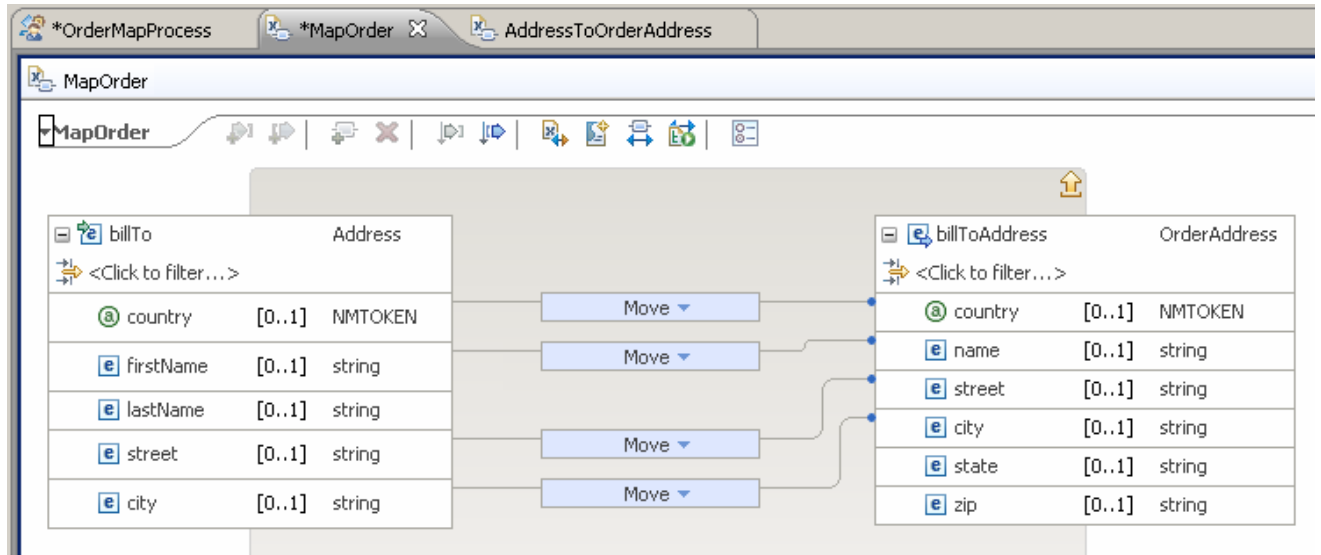 *OrderMapProcess *MapOrder AddressToOrderAddress
MapOrder
MapOrder
billTo Address
<Click to filter...>
country [0..1] NMTOKEN
firstName [0..1] string
lastName [0..1] string
street [0..1] string
city [0..1] string
Move
Move
Move
Move
billToAddress OrderAddress
<Click to filter...>
country [0..1] NMTOKEN
name [0..1] string
street [0..1] string
city [0..1] string
state [0..1] string
zip [0..1] string